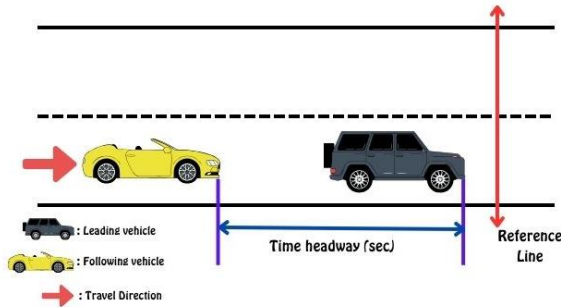 Time headway (sec)
Reference
Line
: Leading vehicle
: Following vehicle
: Travel Direction